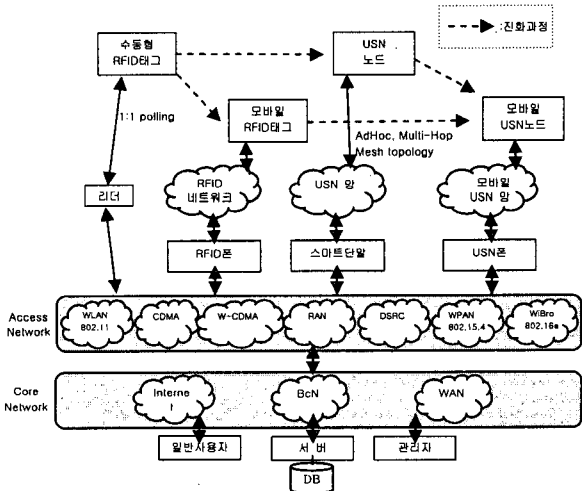 :진화과정
수동형
RFID태그
USN
노드
모바일
RFID태그
모바일
USN노드
1:1 polling
AdHoc, Multi-Hop
Mesh topology
리더
RFID
네트워크
USN 망
모바일
USN 망
RFID폰
스마트단말
USN폰
Access
Network
WLAN
802.11
CDMA
W-CDMA
RAN
DSRC
WPAN
802.15.4
WiBro
802.16e
Core
Network
Interne
t
BcN
WAN
일반사용자
서 버
관리자
DB